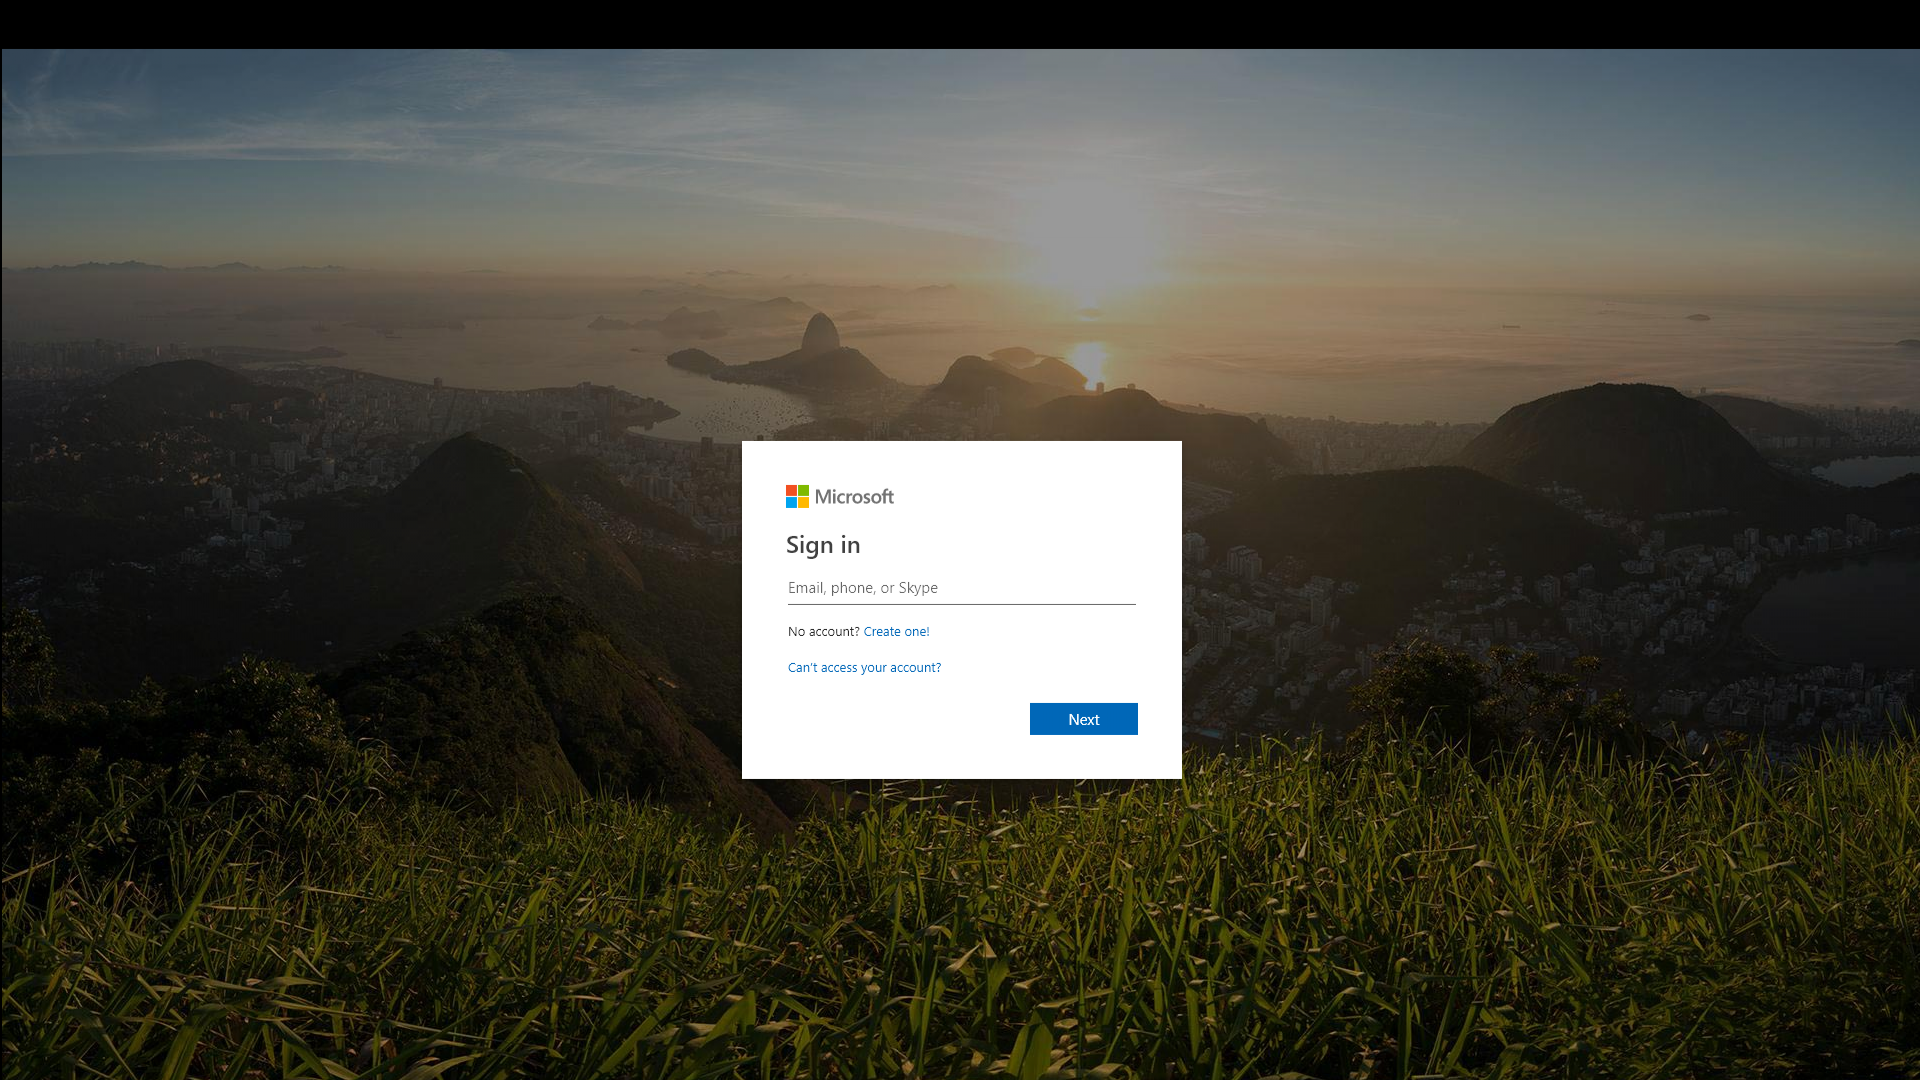 Microsoft
Sign in
Email, phone, or Skype
No account? Create one!
Can't access your account?
Next